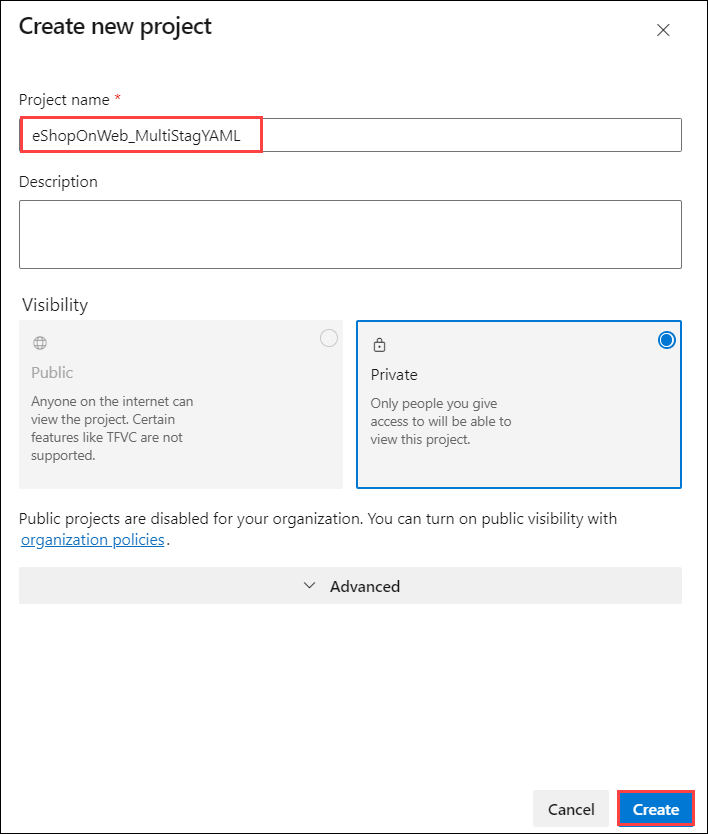 Create new project
Project name *
eShopOnWeb_MultiStagYAML
Description
Visibility
Public
Anyone on the internet can
view the project. Certain
features like TFVC are not
supported.
Private
Only people you give
access to will be able to
view this project.
Public projects are disabled for your organization. You can turn on public visibility with
organization policies.
Advanced
Cancel
Create